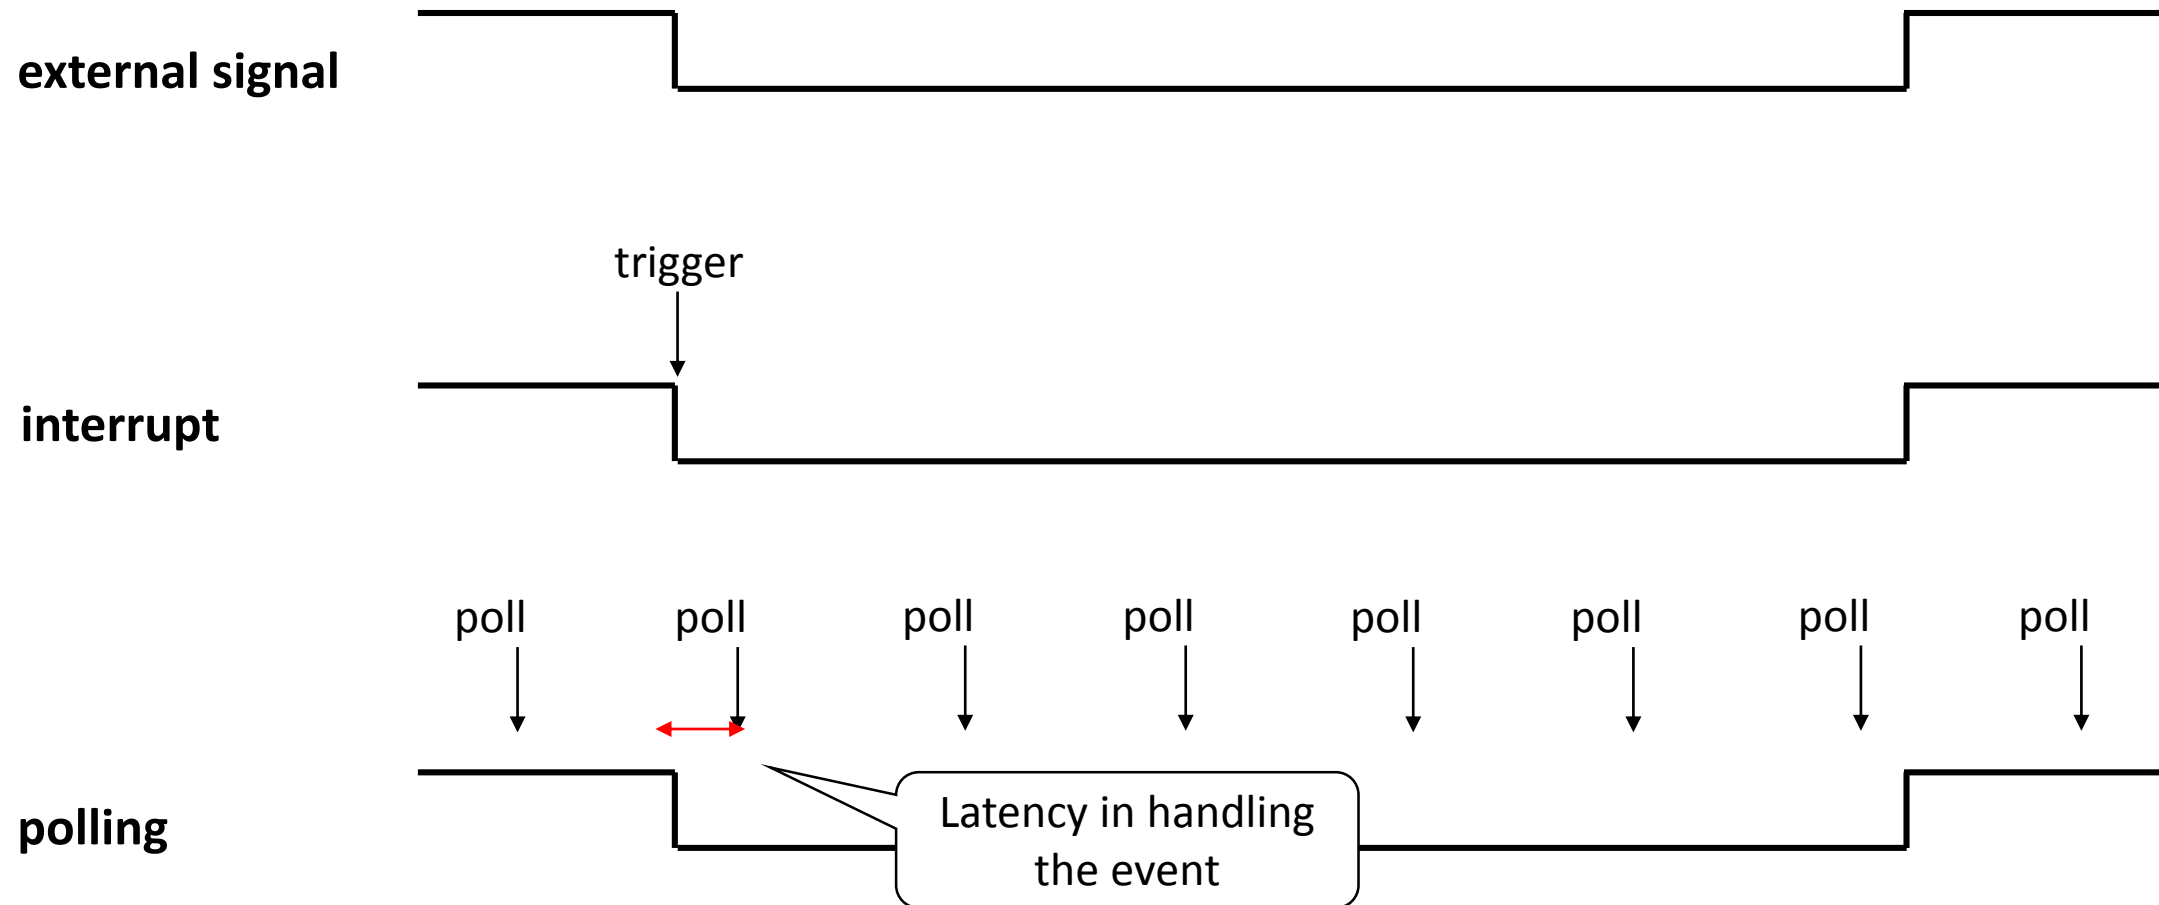 external signal
trigger
interrupt
poll poll poll poll poll poll poll poll
polling
Latency in handling
the event